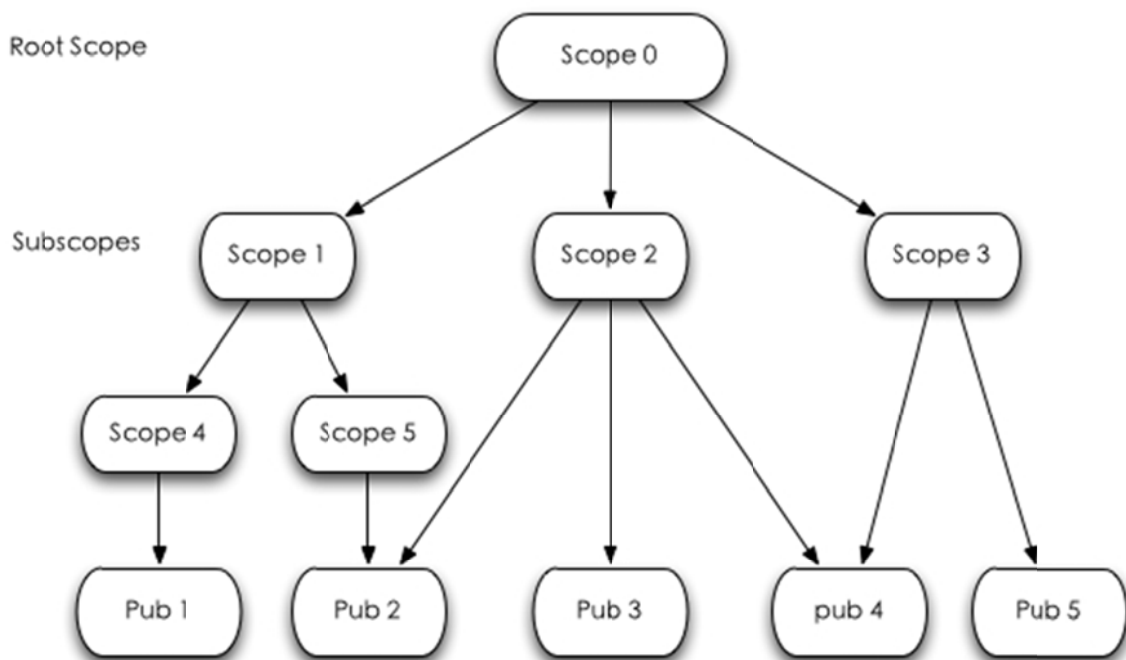 Root Scope
Scope 0
Subscopes
Scope 1
Scope 2
Scope 3
Scope 4
Scope 5
Pub 1
Pub 2
Pub 3
pub 4
Pub 5